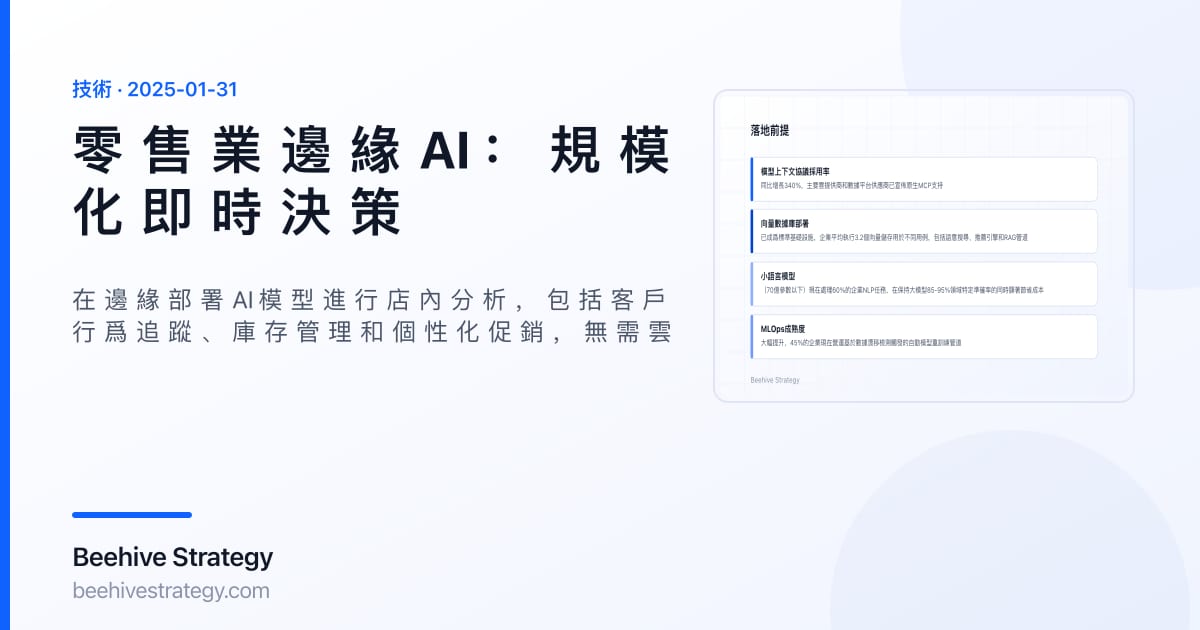 技術 · 2025-01-31
零售業邊緣AI：規模
化即時決策
在邊緣部署AI模型進行店內分析，包括客戶
行爲追蹤、庫存管理和個性化促銷，無需雲
落地前提
模型上下文協議採用率
同比增長340%，主要雲提供商和數據平台供應商已宣佈原生MCP支持
向量數據庫部署
已成爲標準基礎設施，企業平均執行3.2個向量儲存用於不同用例，包括語意搜尋、推薦引擎和RAG管道
小語言模型
（70億參數以下）現在處理60%的企業NLP任務，在保持大模型85-95%領域特定準確率的同時顯著節省成本
MLOps成熟度
大幅提升，45%的企業現在營運基於數據漂移檢測觸發的自動模型重訓練管道
Beehive Strategy
Beehive Strategy
beehivestrategy.com